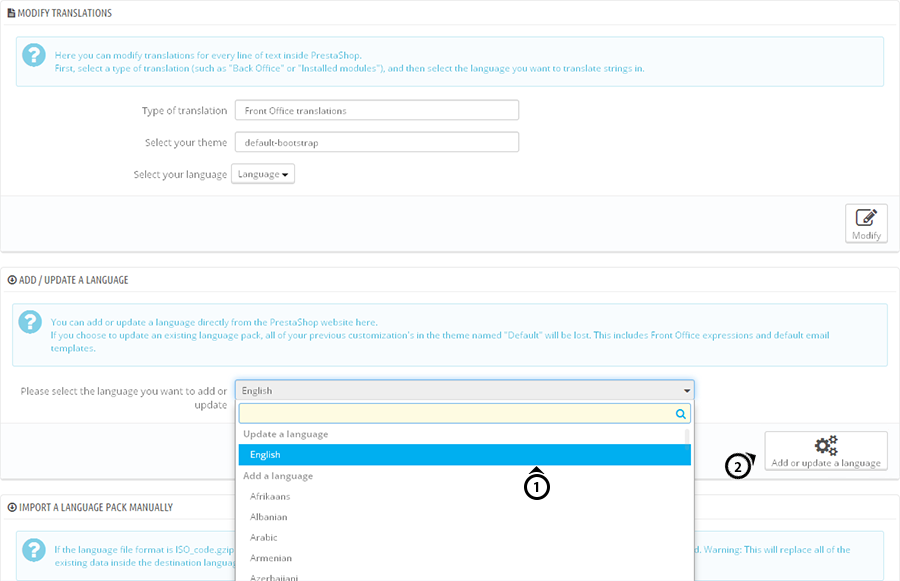 MODIFY TRANSLATIONS
Here you can modify translations for every line of text inside PrestaShop.
First, select a type of translation (such as "Back Office" or "Installed modules"), and then select the language you want to translate strings in.
Type of translation Front Office translations
Select your theme default-bootstrap
Select your language Language
Modify
ADD / UPDATE A LANGUAGE
You can add or update a language directly from the PrestaShop website here.
If you choose to update an existing language pack, all of your previous customization's in the theme named "Default" will be lost. This includes Front Office expressions and default email
templates.
Please select the language you want to add or
update
English
Update a language
English
Add a language
Afrikaans
Albanian
Arabic
Armenian
Azerbaijani
1
2
Add or update a language
IMPORT A LANGUAGE PACK MANUALLY
If the language file format is ISO_code.gzip d. Warning: This will replace all of the
existing data inside the destination langua